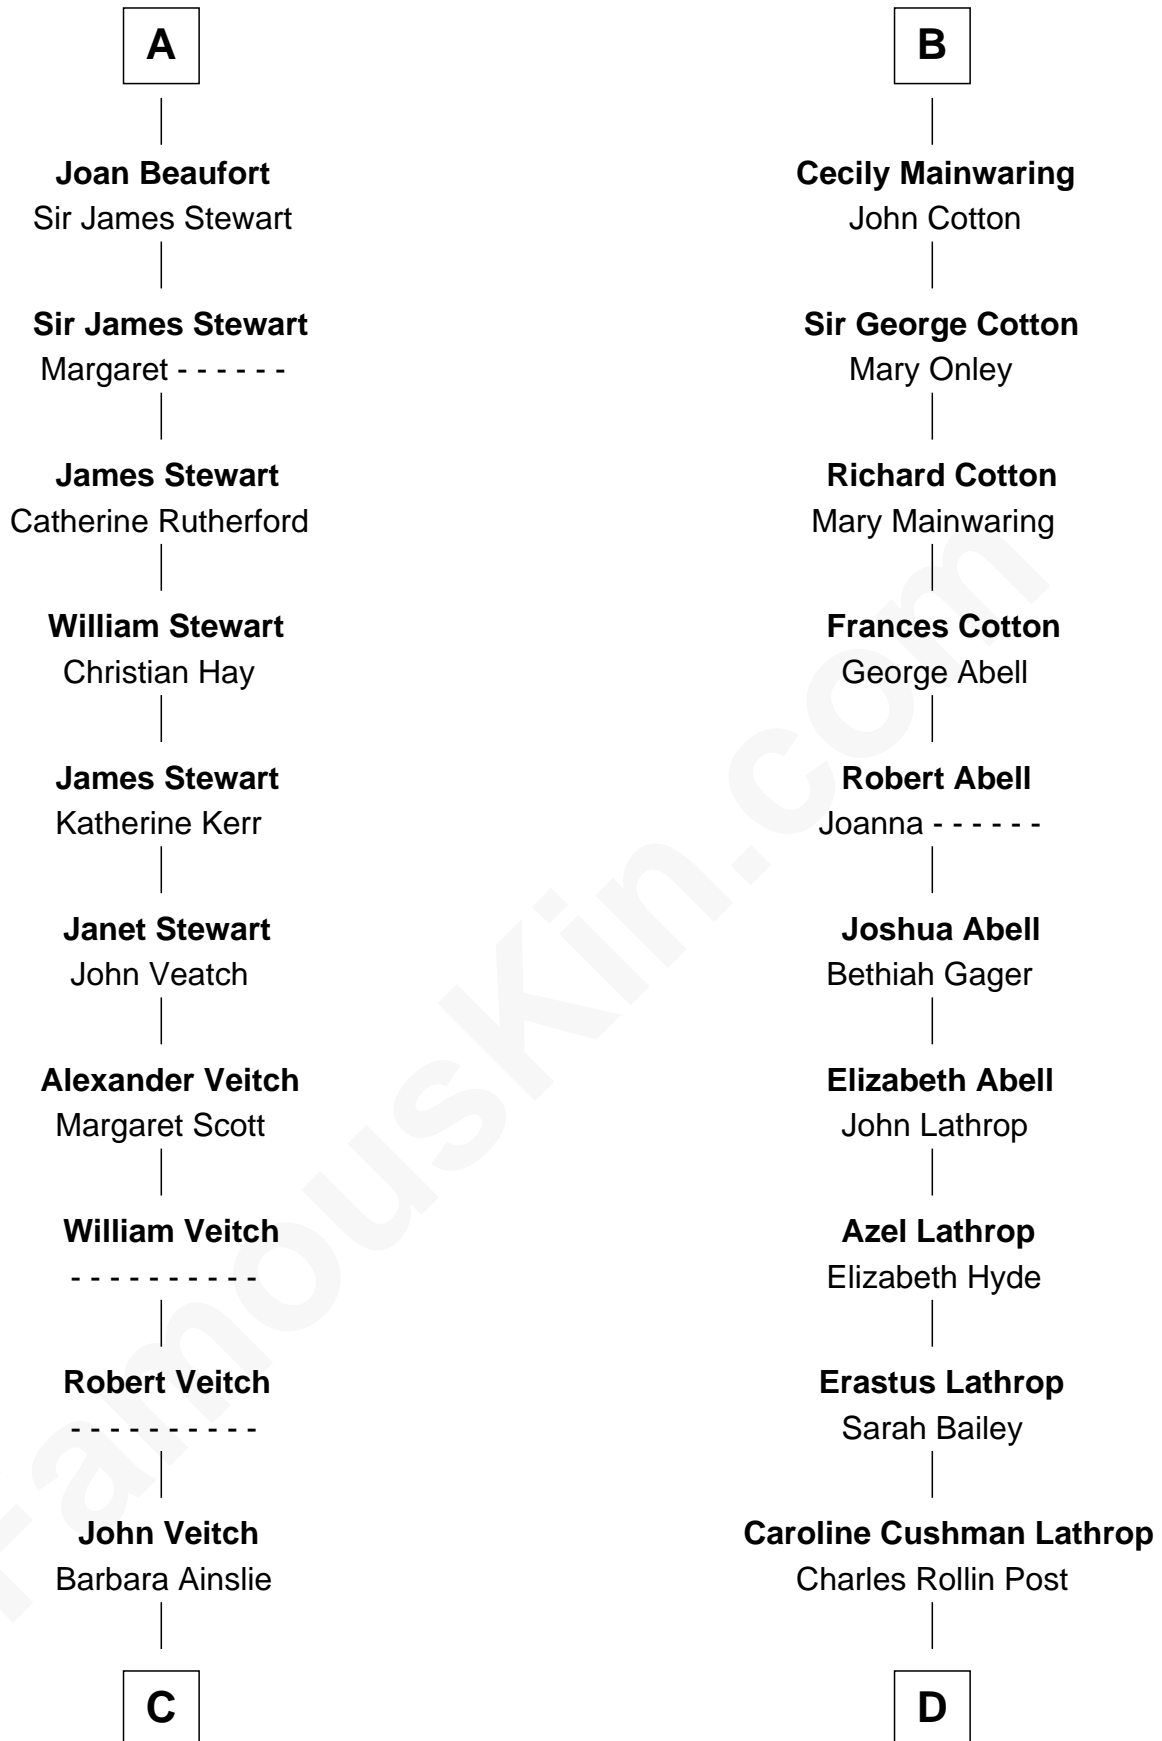 A
Joan Beaufort
Sir James Stewart
Sir James Stewart
Margaret - - - - - -
James Stewart
Catherine Rutherford
William Stewart
Christian Hay
James Stewart
Katherine Kerr
Janet Stewart
John Veatch
Alexander Veitch
Margaret Scott
William Veitch
- - - - - - - - - -
Robert Veitch
- - - - - - - - - -
John Veitch
Barbara Ainslie
C
B
Cecily Mainwaring
John Cotton
Sir George Cotton
Mary Onley
Richard Cotton
Mary Mainwaring
Frances Cotton
George Abell
Robert Abell
Joanna - - - - - -
Joshua Abell
Bethiah Gager
Elizabeth Abell
John Lathrop
Azel Lathrop
Elizabeth Hyde
Erastus Lathrop
Sarah Bailey
Caroline Cushman Lathrop
Charles Rollin Post
D
FamousKin.com